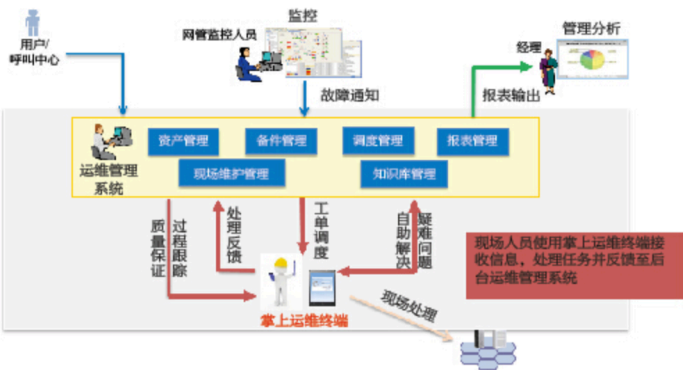 用户/
呼叫中心
监控
网管监控人员
管理分析
经理
故障通知
报表输出
运维管理
系统
资产管理
备件管理
调度管理
报表管理
现场维护管理
知识库管理
质量保证
过程跟踪
处理反馈
工单调度
自助解决
疑难问题
现场人员使用掌上运维终端接
收信息，处理任务并反馈至后
台运维管理系统
掌上运维终端
现场处理